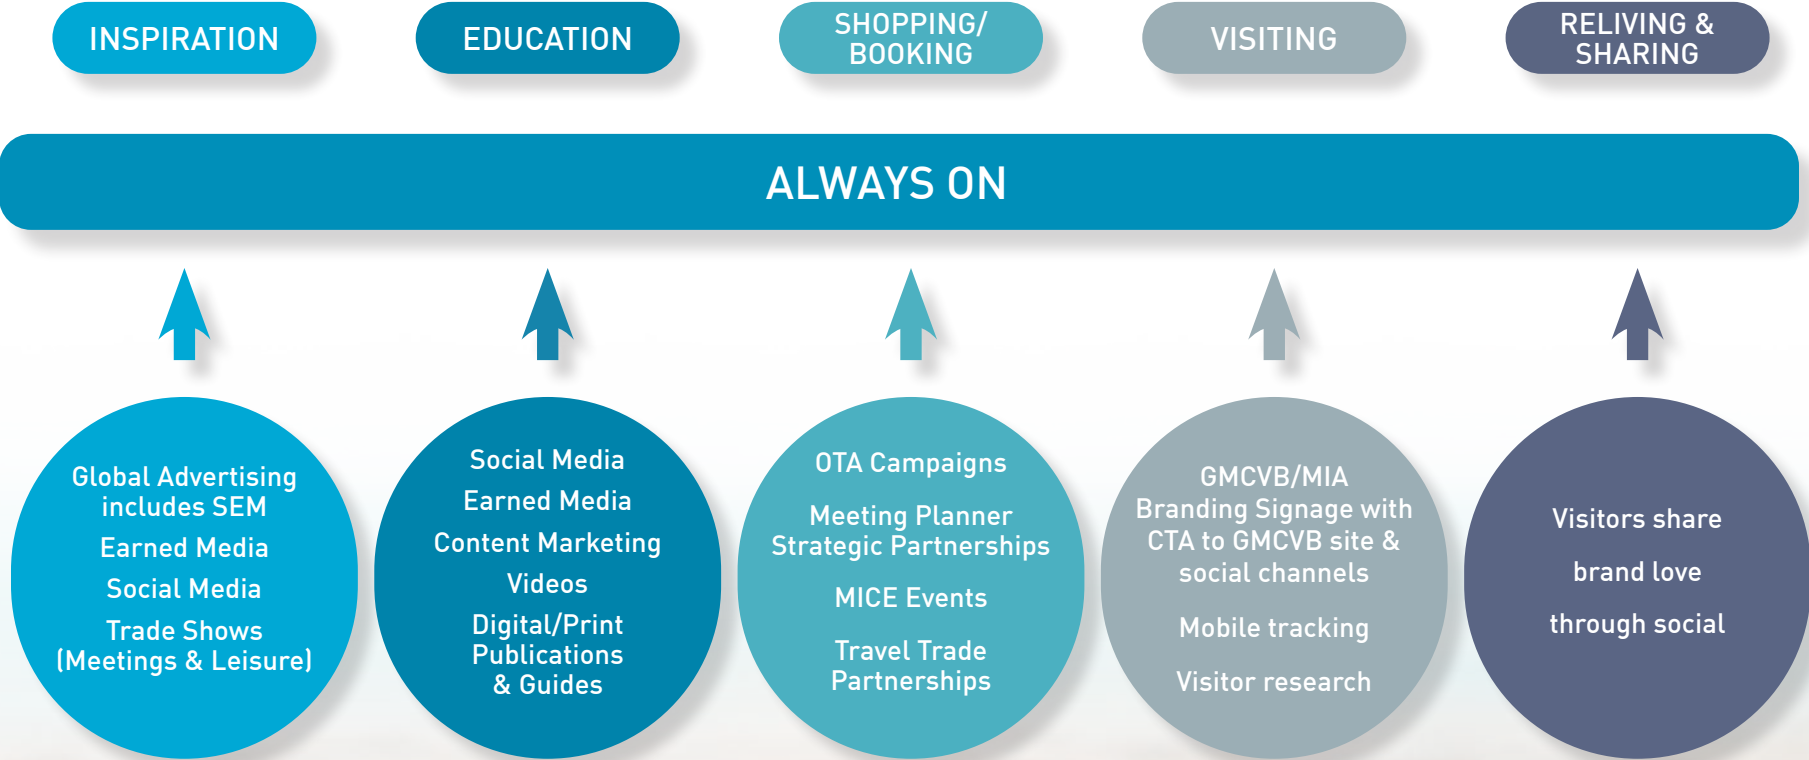 INSPIRATION
EDUCATION
SHOPPING/
BOOKING
VISITING
RELIVING &
SHARING
ALWAYS ON
Global Advertising
includes SEM
Earned Media
Social Media
Trade Shows
(Meetings & Leisure)
Social Media
Earned Media
Content Marketing
Videos
Digital/Print
Publications
& Guides
OTA Campaigns
Meeting Planner
Strategic Partnerships
MICE Events
Travel Trade
Partnerships
GMCVB/MIA
Branding Signage with
CTA to GMCVB site &
social channels
Mobile tracking
Visitor research
Visitors share
brand love
through social